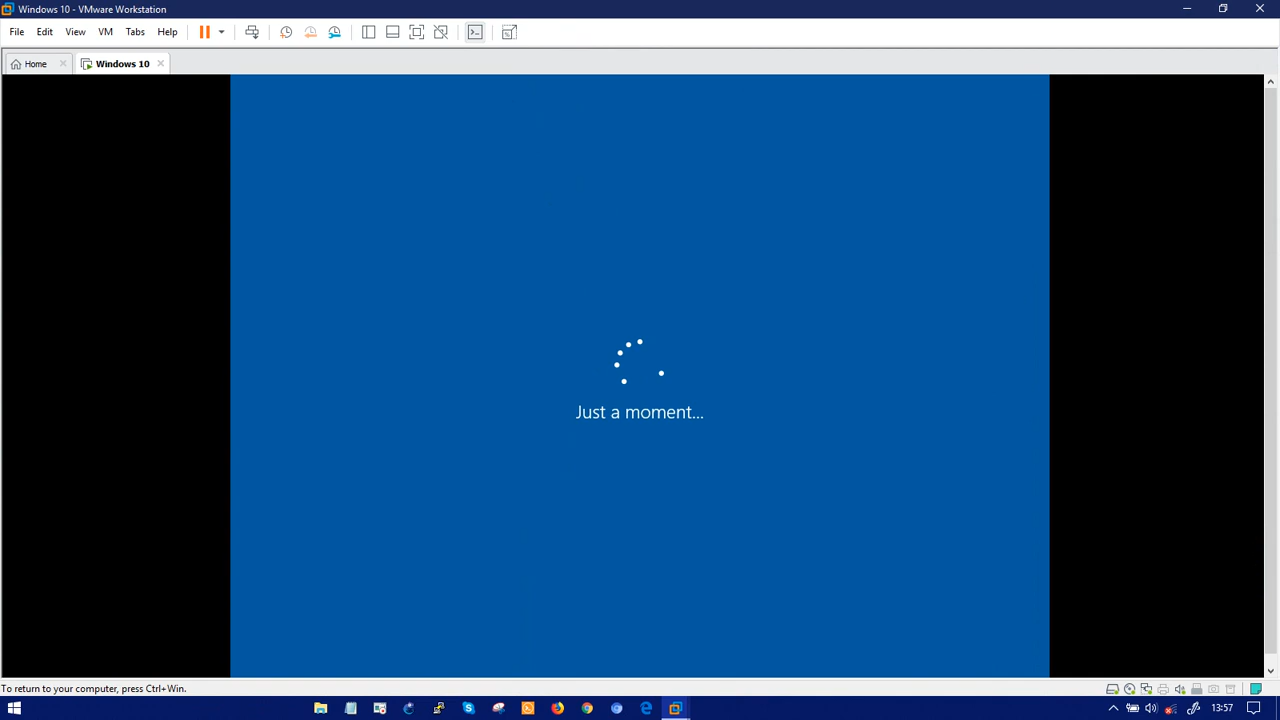 Windows 10 - VMware Workstation
File Edit View VM Tabs Help
Home Windows 10
Just a moment...
To return to your computer, press Ctrl+Win.
13:57